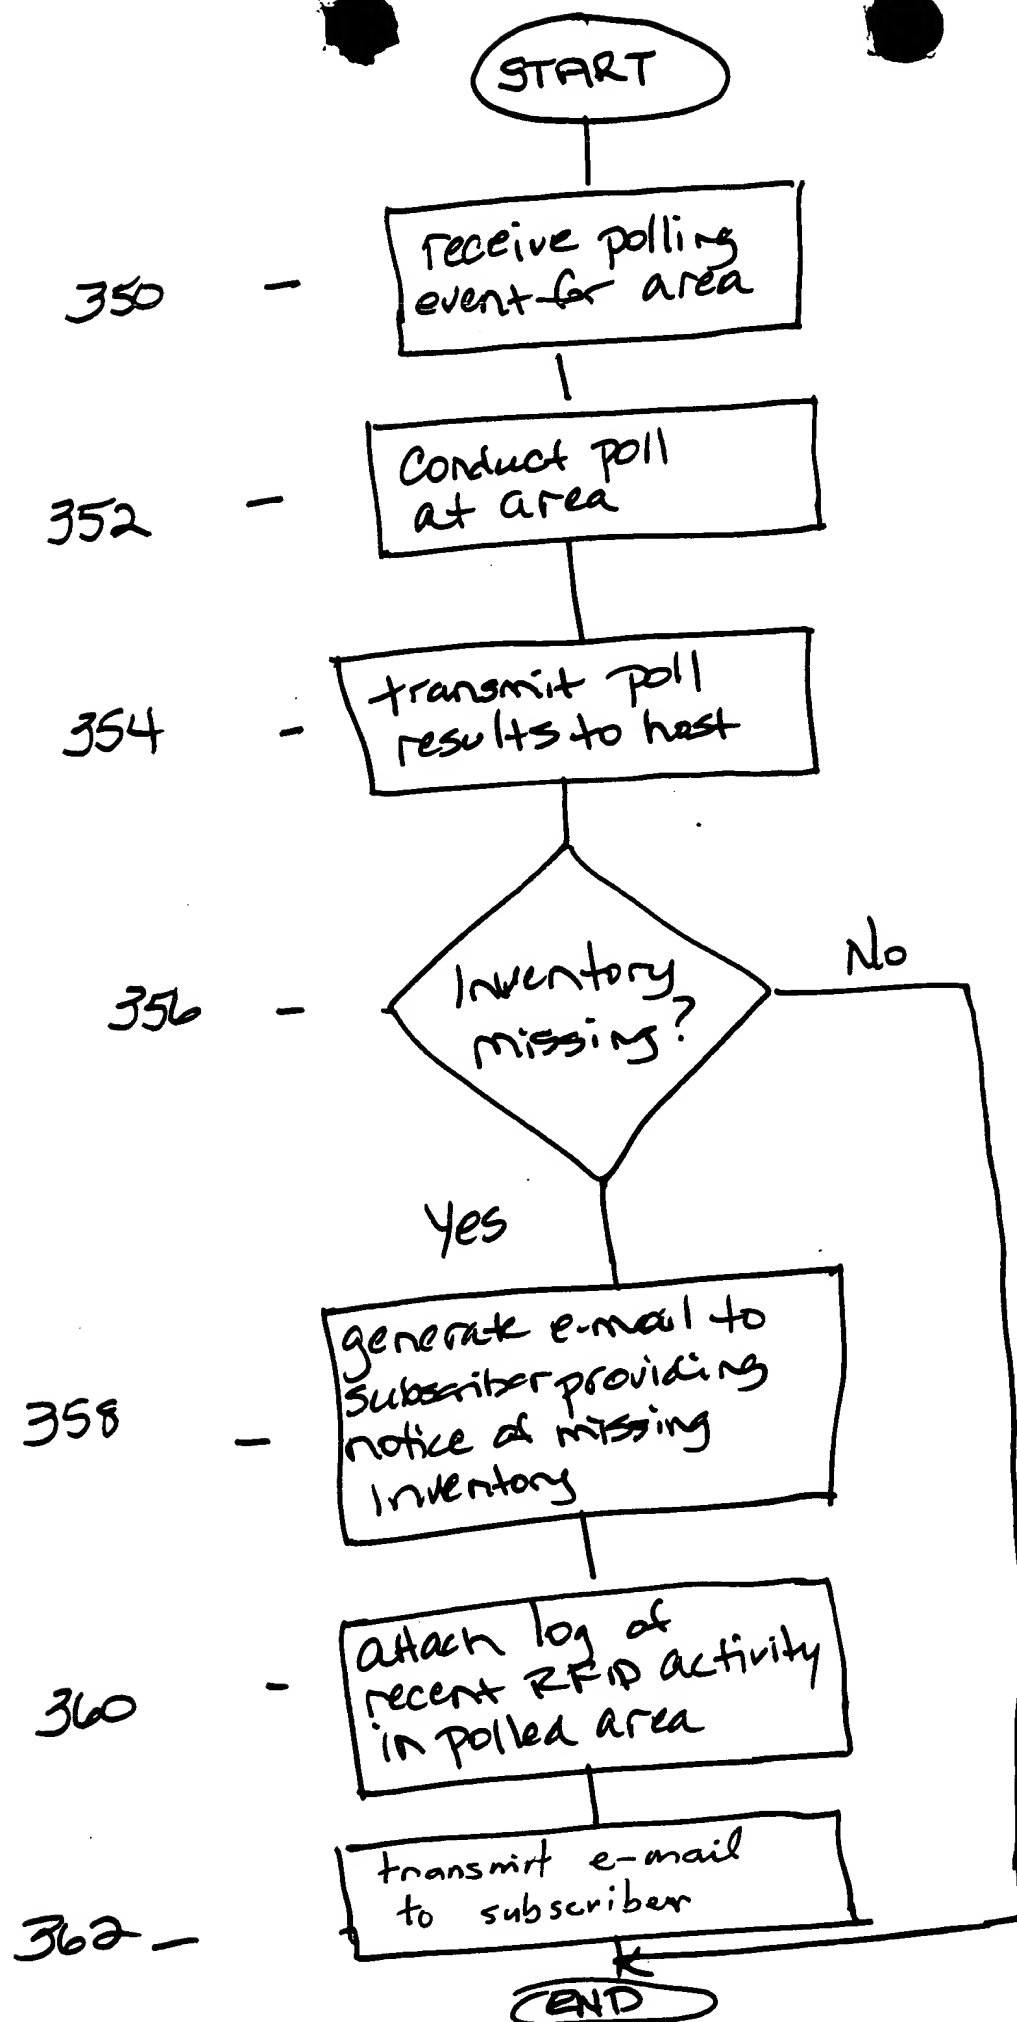 START
350 - receive polling
event for area
352 - Conduct poll
at area
354 - transmit poll
results to host
No
356 - Inventory
missing?
Yes
358 - generate e-mail to
subscriber providing
notice of missing
Inventory
360 - attach log of
recent RFID activity
in polled area
362 - transmit e-mail
to subscriber
END